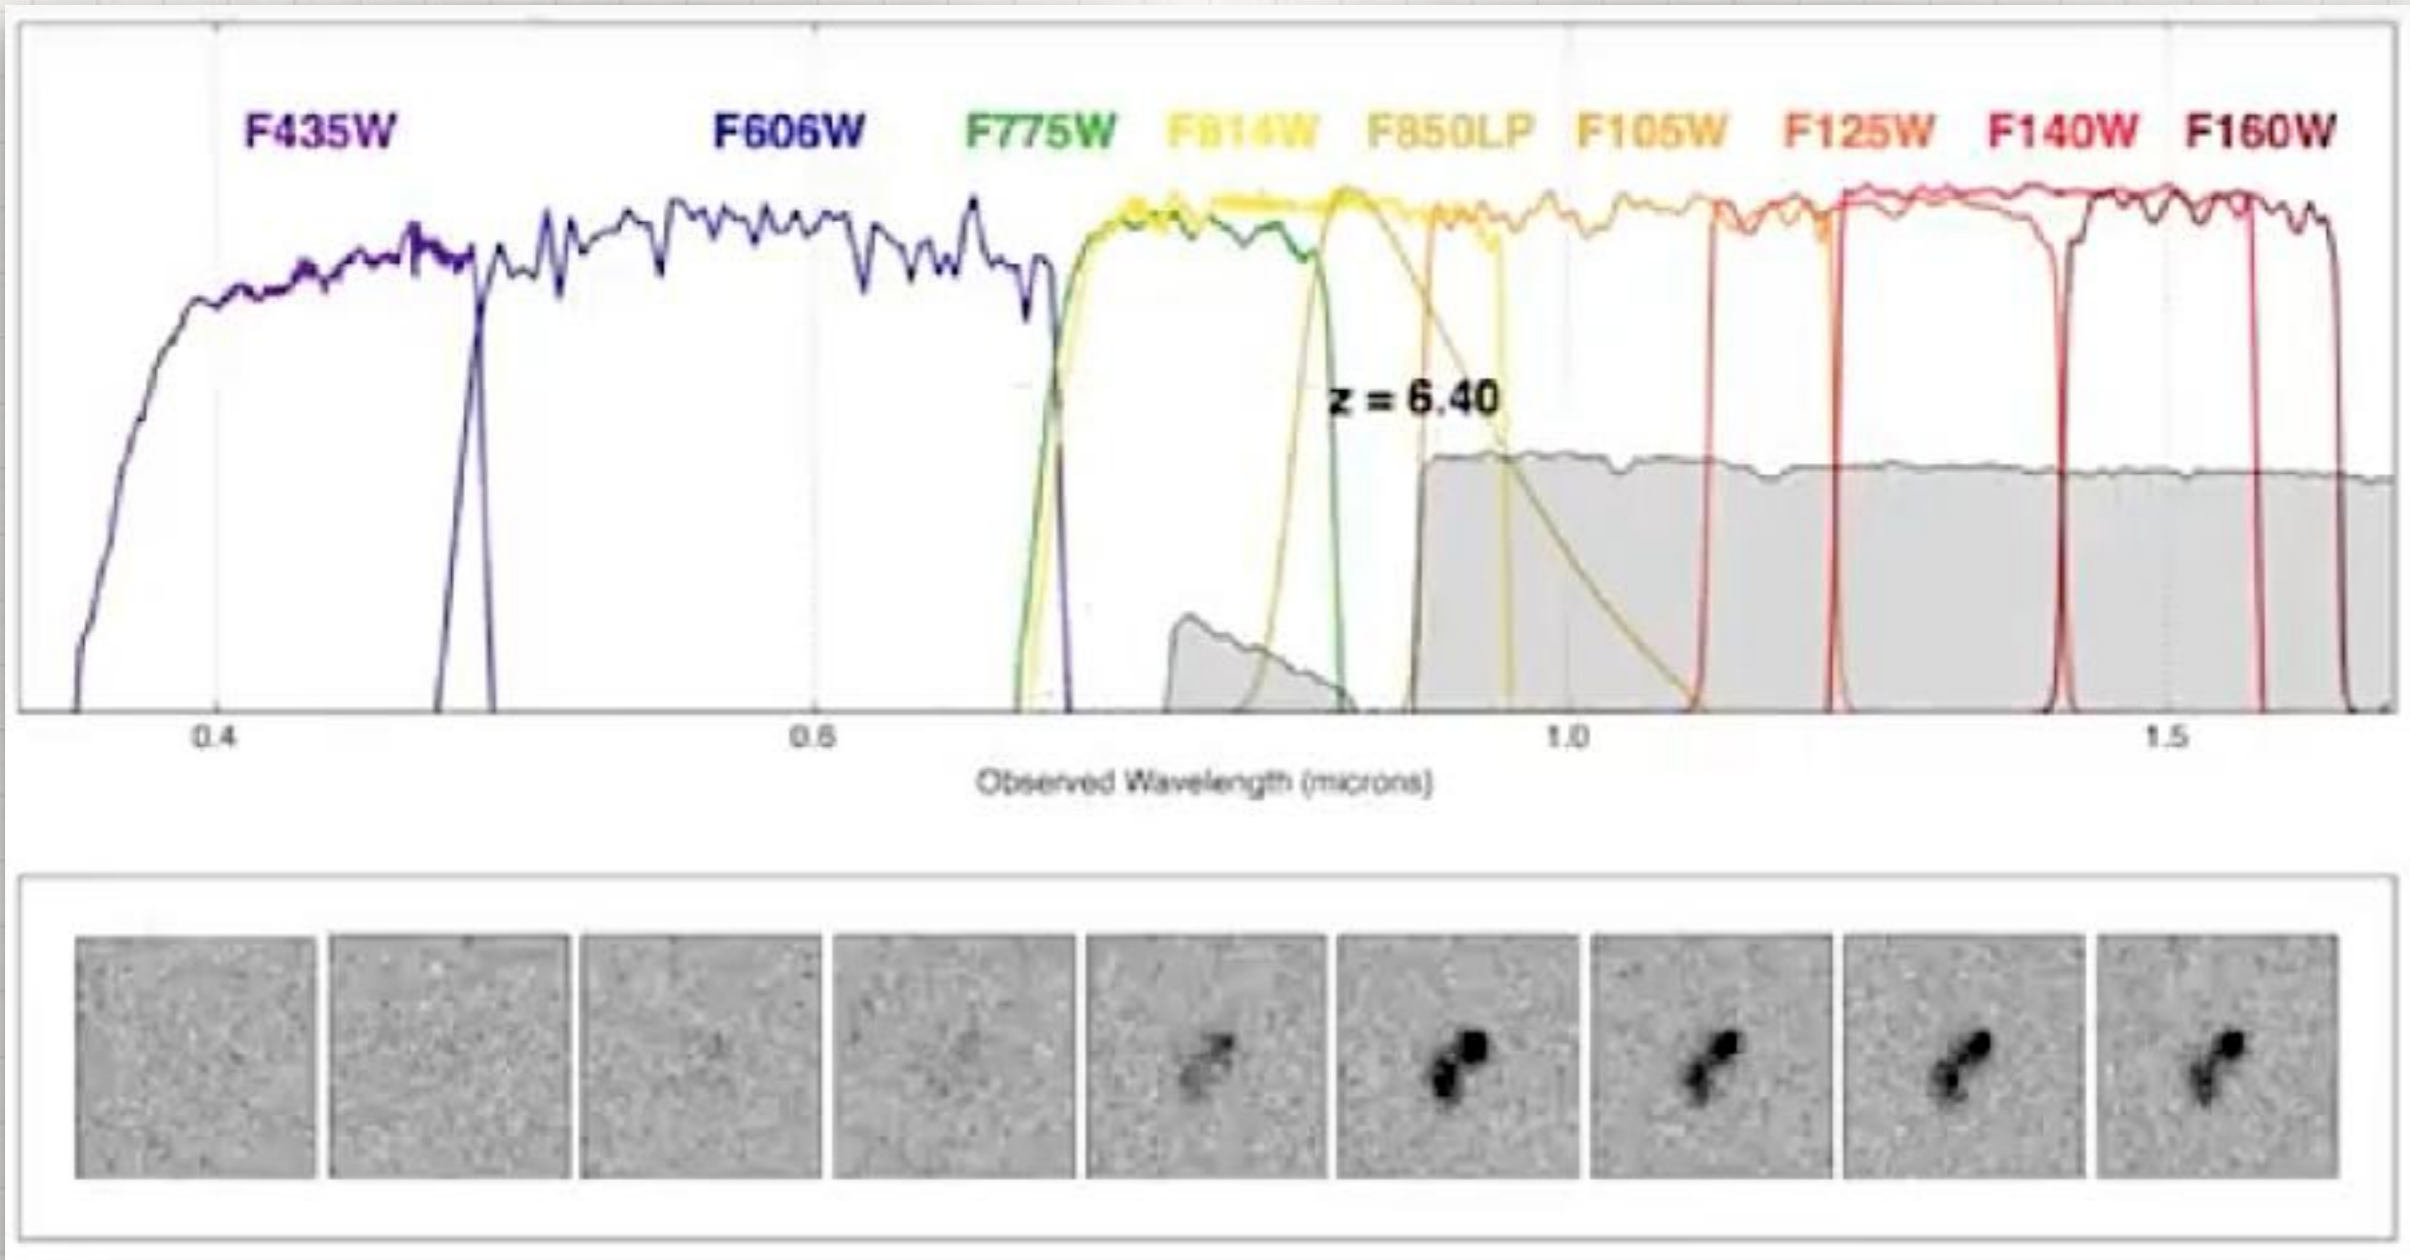 F435W F606W F775W F814W F850LP F105W F125W F140W F160W
z = 6.40
0.4 0.6 1.0 1.5
Observed Wavelength (microns)